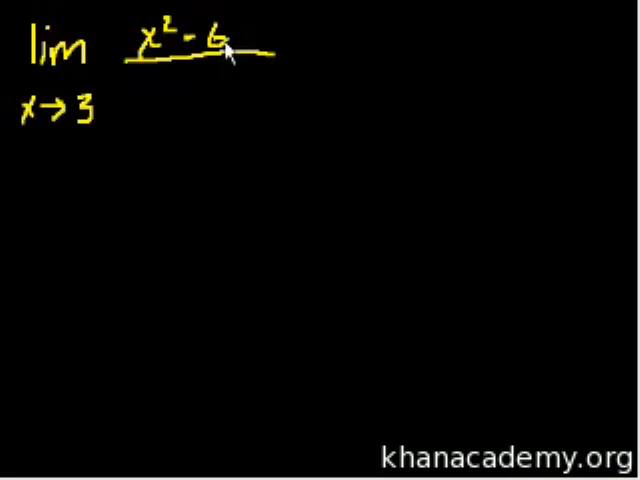 lim x² - 6
x → 3
khanacademy.org